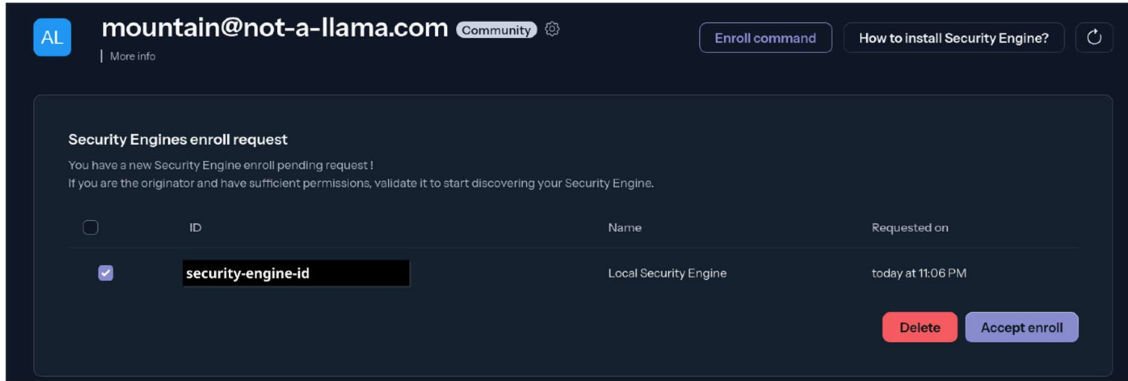 AL
mountain@not-a-llama.com Community
More info
Enroll command
How to install Security Engine?
Security Engines enroll request
You have a new Security Engine enroll pending request !
If you are the originator and have sufficient permissions, validate it to start discovering your Security Engine.
ID Name Requested on
security-engine-id Local Security Engine today at 11:06 PM
Delete Accept enroll